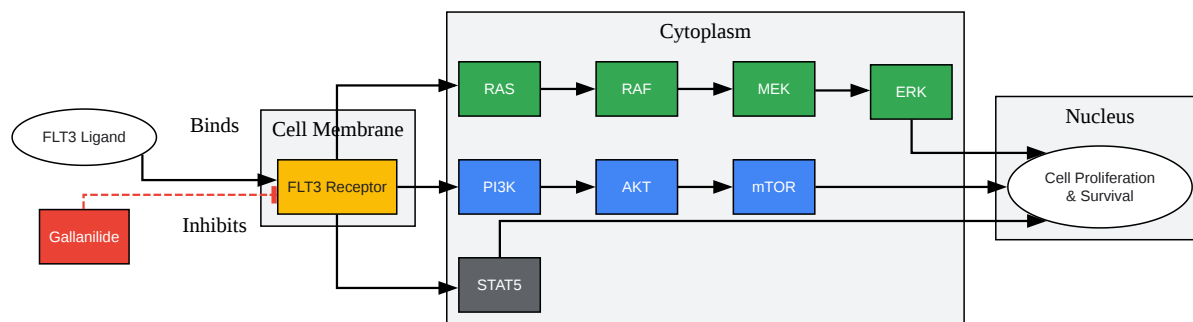 Cytoplasm
RAS
RAF
MEK
ERK
Binds
Cell Membrane
Nucleus
FLT3 Ligand
FLT3 Receptor
PI3K
AKT
mTOR
Cell Proliferation
& Survival
Inhibits
Gallanilide
STAT5